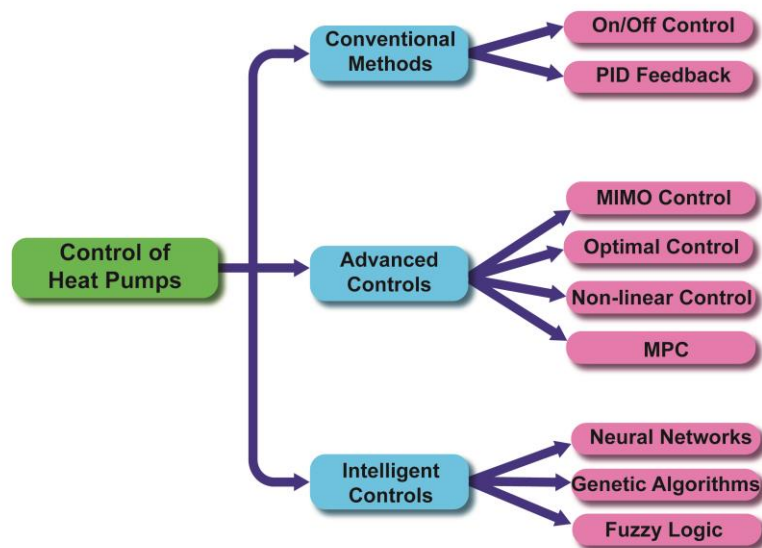 Control of
Heat Pumps
Conventional
Methods
On/Off Control
PID Feedback
Advanced
Controls
MIMO Control
Optimal Control
Non-linear Control
MPC
Intelligent
Controls
Neural Networks
Genetic Algorithms
Fuzzy Logic